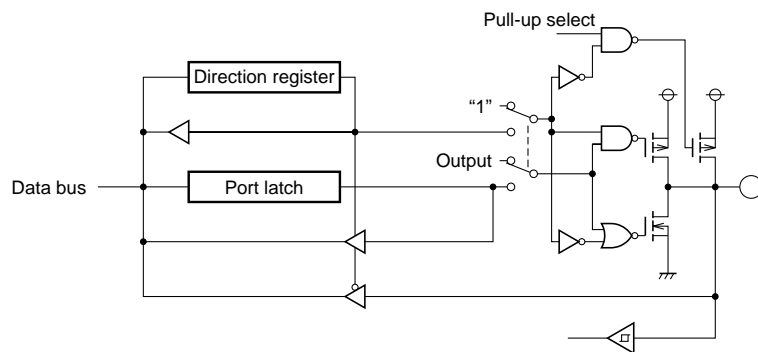 Pull-up select
Direction register
“1”
Output
Data bus
Port latch